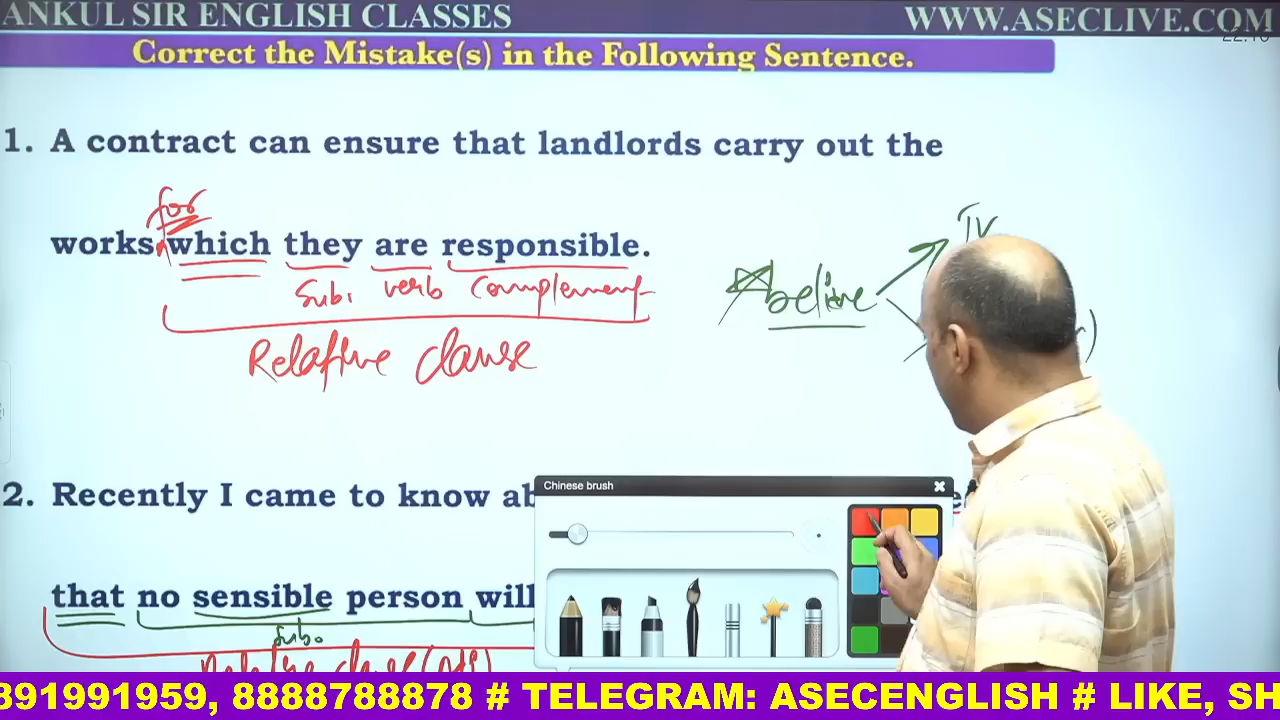 ANKUL SIR ENGLISH CLASSES
WWW.ASECLIVE.COM
Correct the Mistake(s) in the Following Sentence.
1. A contract can ensure that landlords carry out the
for
works which they are responsible.
Sub. verb complement
Relative clause
IV
2. Recently I came to know ab
Chinese brush
that no sensible person will
Sub.
891991959, 8888788878 # TELEGRAM: ASECENGLISH # LIKE, SH